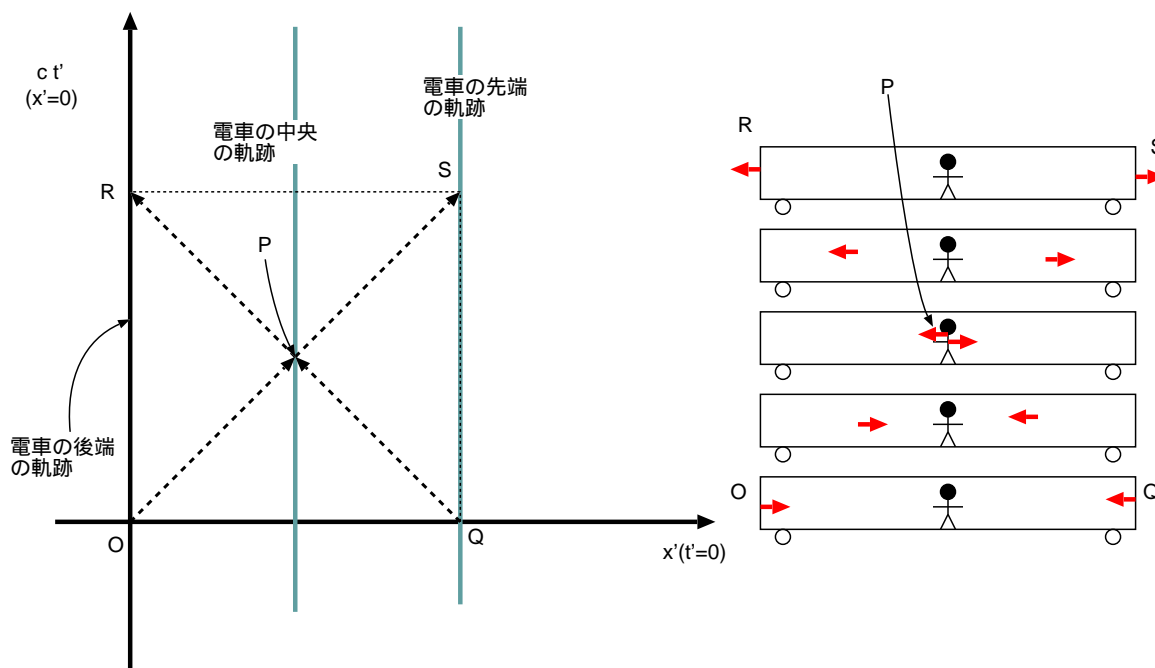 c t’
(x’=0)
電車の先端
の軌跡
電車の中央
の軌跡
R
S
P
電車の後端
の軌跡
O
Q
x’(t’=0)
P
R
S
O
Q